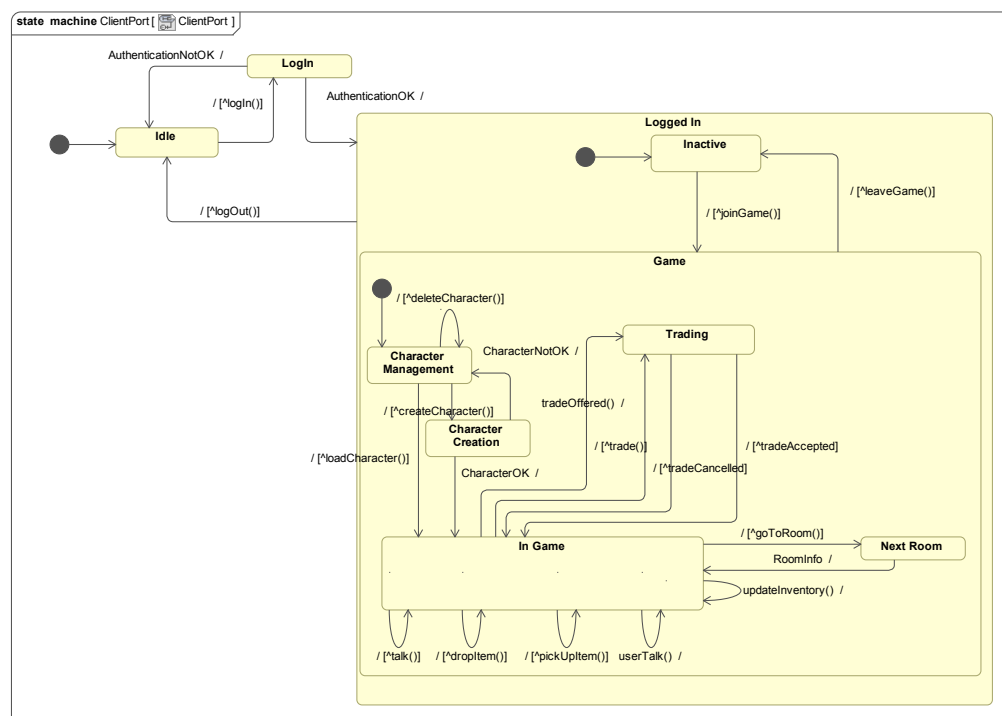 state machine ClientPort [ ClientPort ]
AuthenticationNotOK /
LogIn
/ [^logIn()]
AuthenticationOK /
Idle
Logged In
Inactive
/ [^leaveGame()]
/ [^logOut()]
/ [^joinGame()]
Game
/ [^deleteCharacter()]
Trading
Character
Management
CharacterNotOK /
/ [^createCharacter()]
tradeOffered() /
Character
Creation
/ [^trade()]
/ [^tradeAccepted]
/ [^loadCharacter()]
/ [^tradeCancelled]
CharacterOK /
/ [^goToRoom()]
In Game
Next Room
RoomInfo /
updateInventory() /
/ [^talk()]
/ [^dropItem()]
/ [^pickUpItem()]
userTalk() /